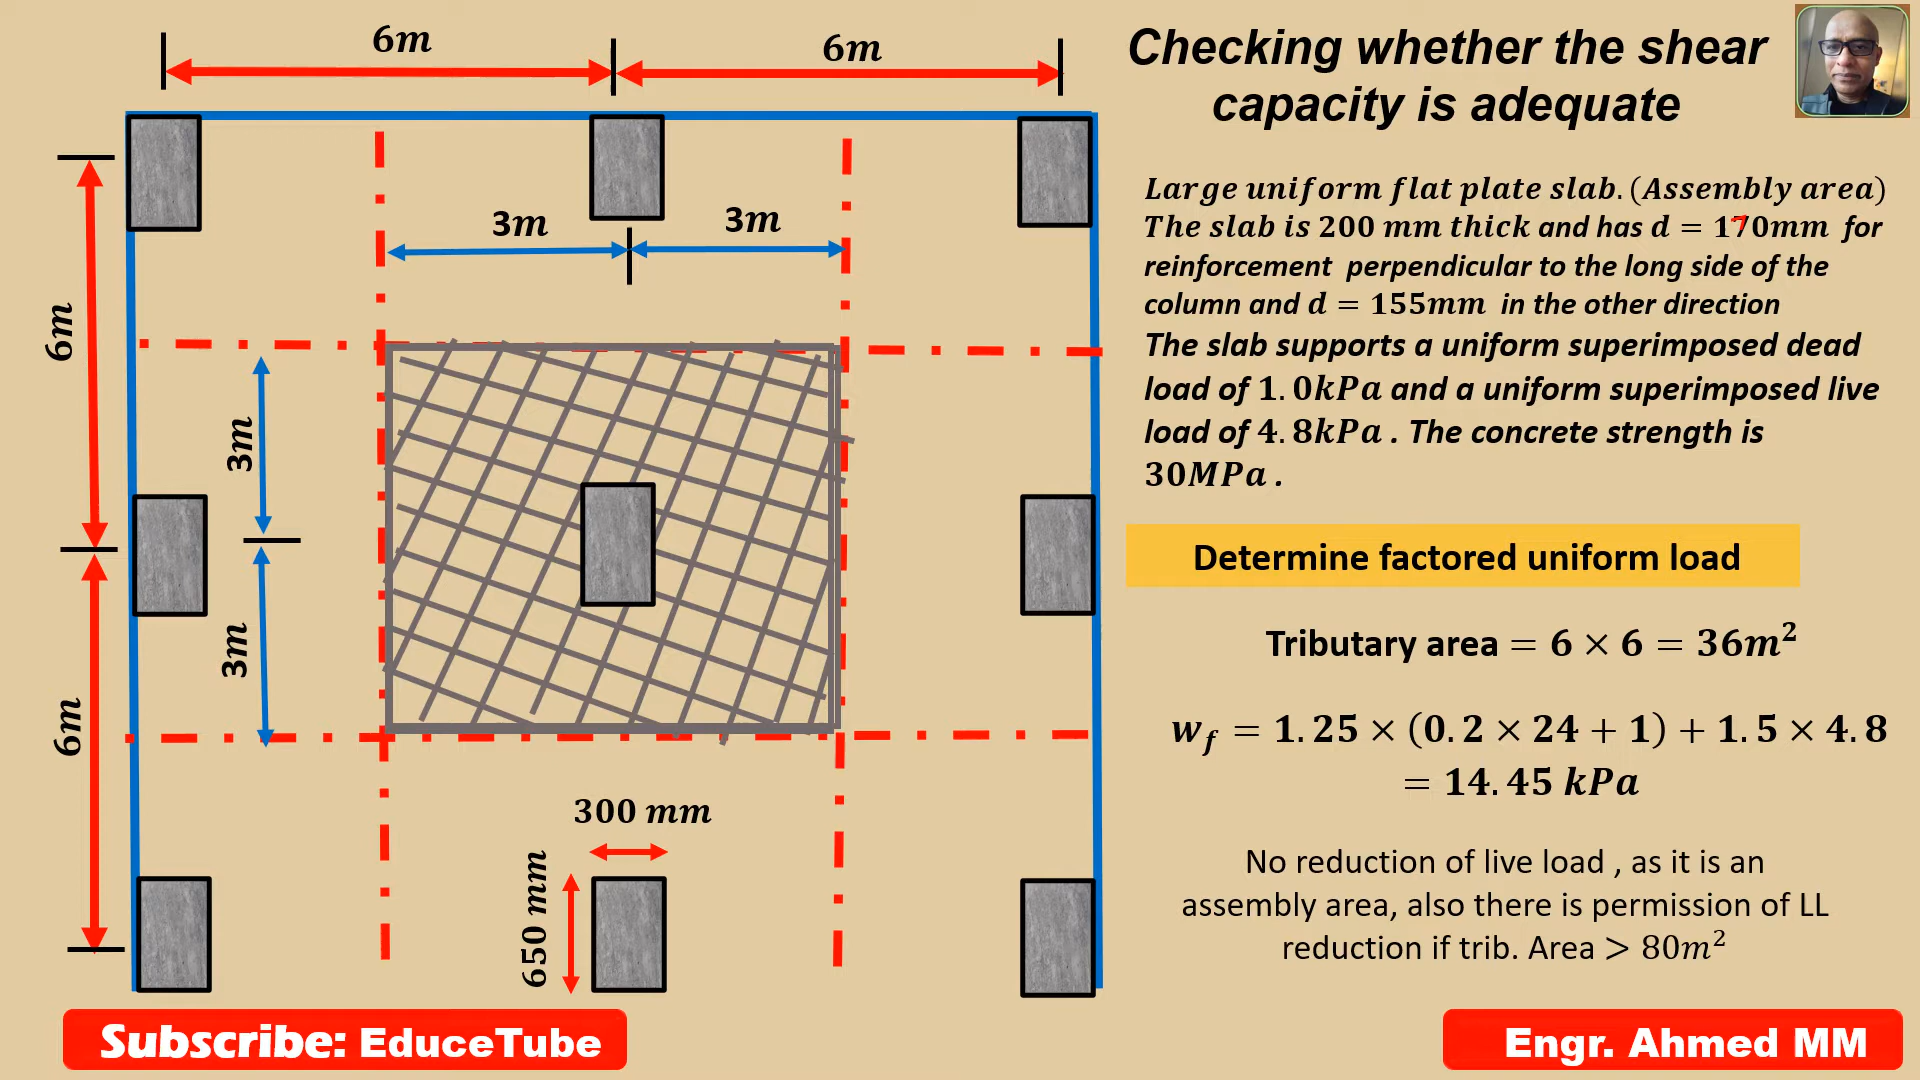 6m
6m
Checking whether the shear
capacity is adequate
Large uniform flat plate slab. (Assembly area)
The slab is 200 mm thick and has d = 170mm for
reinforcement perpendicular to the long side of the
column and d = 155mm in the other direction
The slab supports a uniform superimposed dead
load of 1.0kPa and a uniform superimposed live
load of 4.8kPa . The concrete strength is
30MPa .
3m
3m
6m
3m
3m
6m
Determine factored uniform load
Tributary area = 6 × 6 = 36m²
w_f = 1.25 × (0.2 × 24 + 1) + 1.5 × 4.8
= 14.45 kPa
300 mm
650 mm
No reduction of live load , as it is an
assembly area, also there is permission of LL
reduction if trib. Area > 80m²
Subscribe: EduceTube
Engr. Ahmed MM